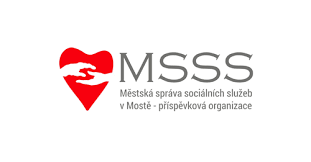 MSSS
Městská správa sociálních služeb
v Mostě - příspěvková organizace